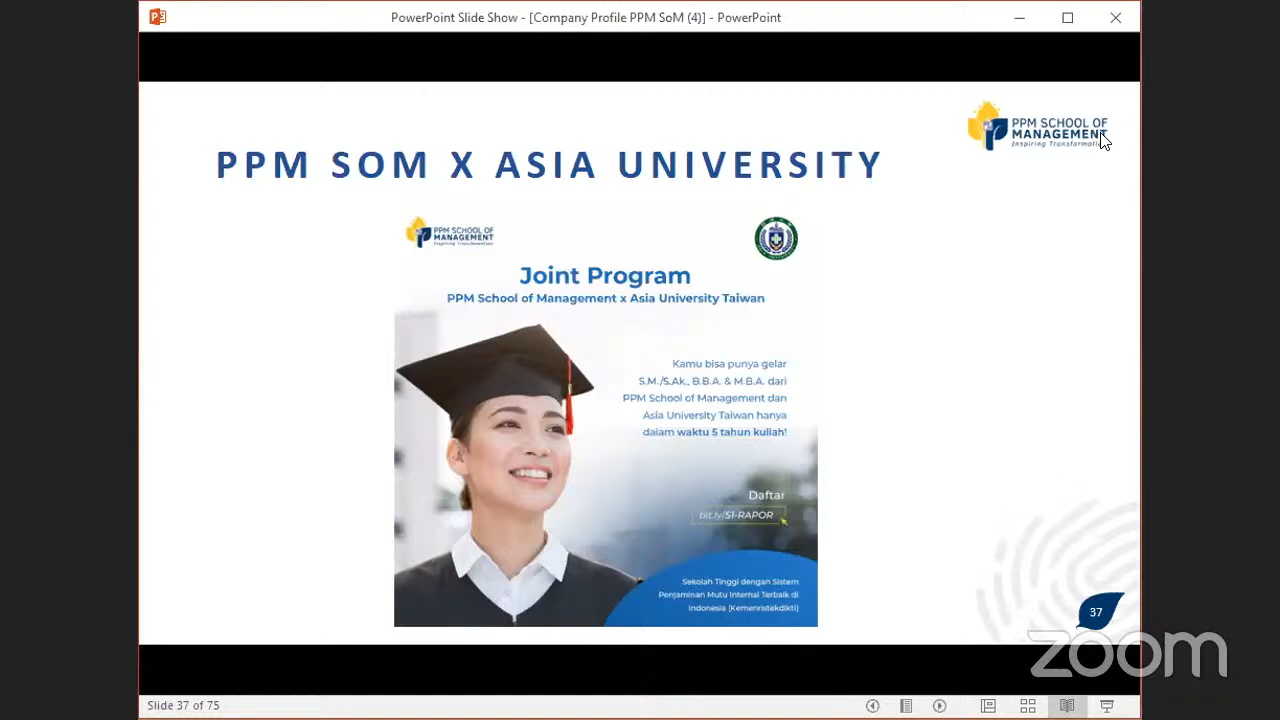 PowerPoint Slide Show - [Company Profile PPM SoM (4)] - PowerPoint
PPM SCHOOL OF
MANAGEMENT
Inspiring Transformation
PPM SOM X ASIA UNIVERSITY
PPM SCHOOL OF
MANAGEMENT
Inspiring Transformation
Joint Program
PPM School of Management x Asia University Taiwan
Kamu bisa punya gelar
S.M./S.Ak., B.B.A. & M.B.A. dari
PPM School of Management dan
Asia University Taiwan hanya
dalam waktu 5 tahun kuliah!
Daftar
bit.ly/S1-RAPOR
Sekolah Tinggi dengan Sistem
Penjaminan Mutu Internal Terbaik di
Indonesia (Kemenristekdikti)
37
zoom
Slide 37 of 75